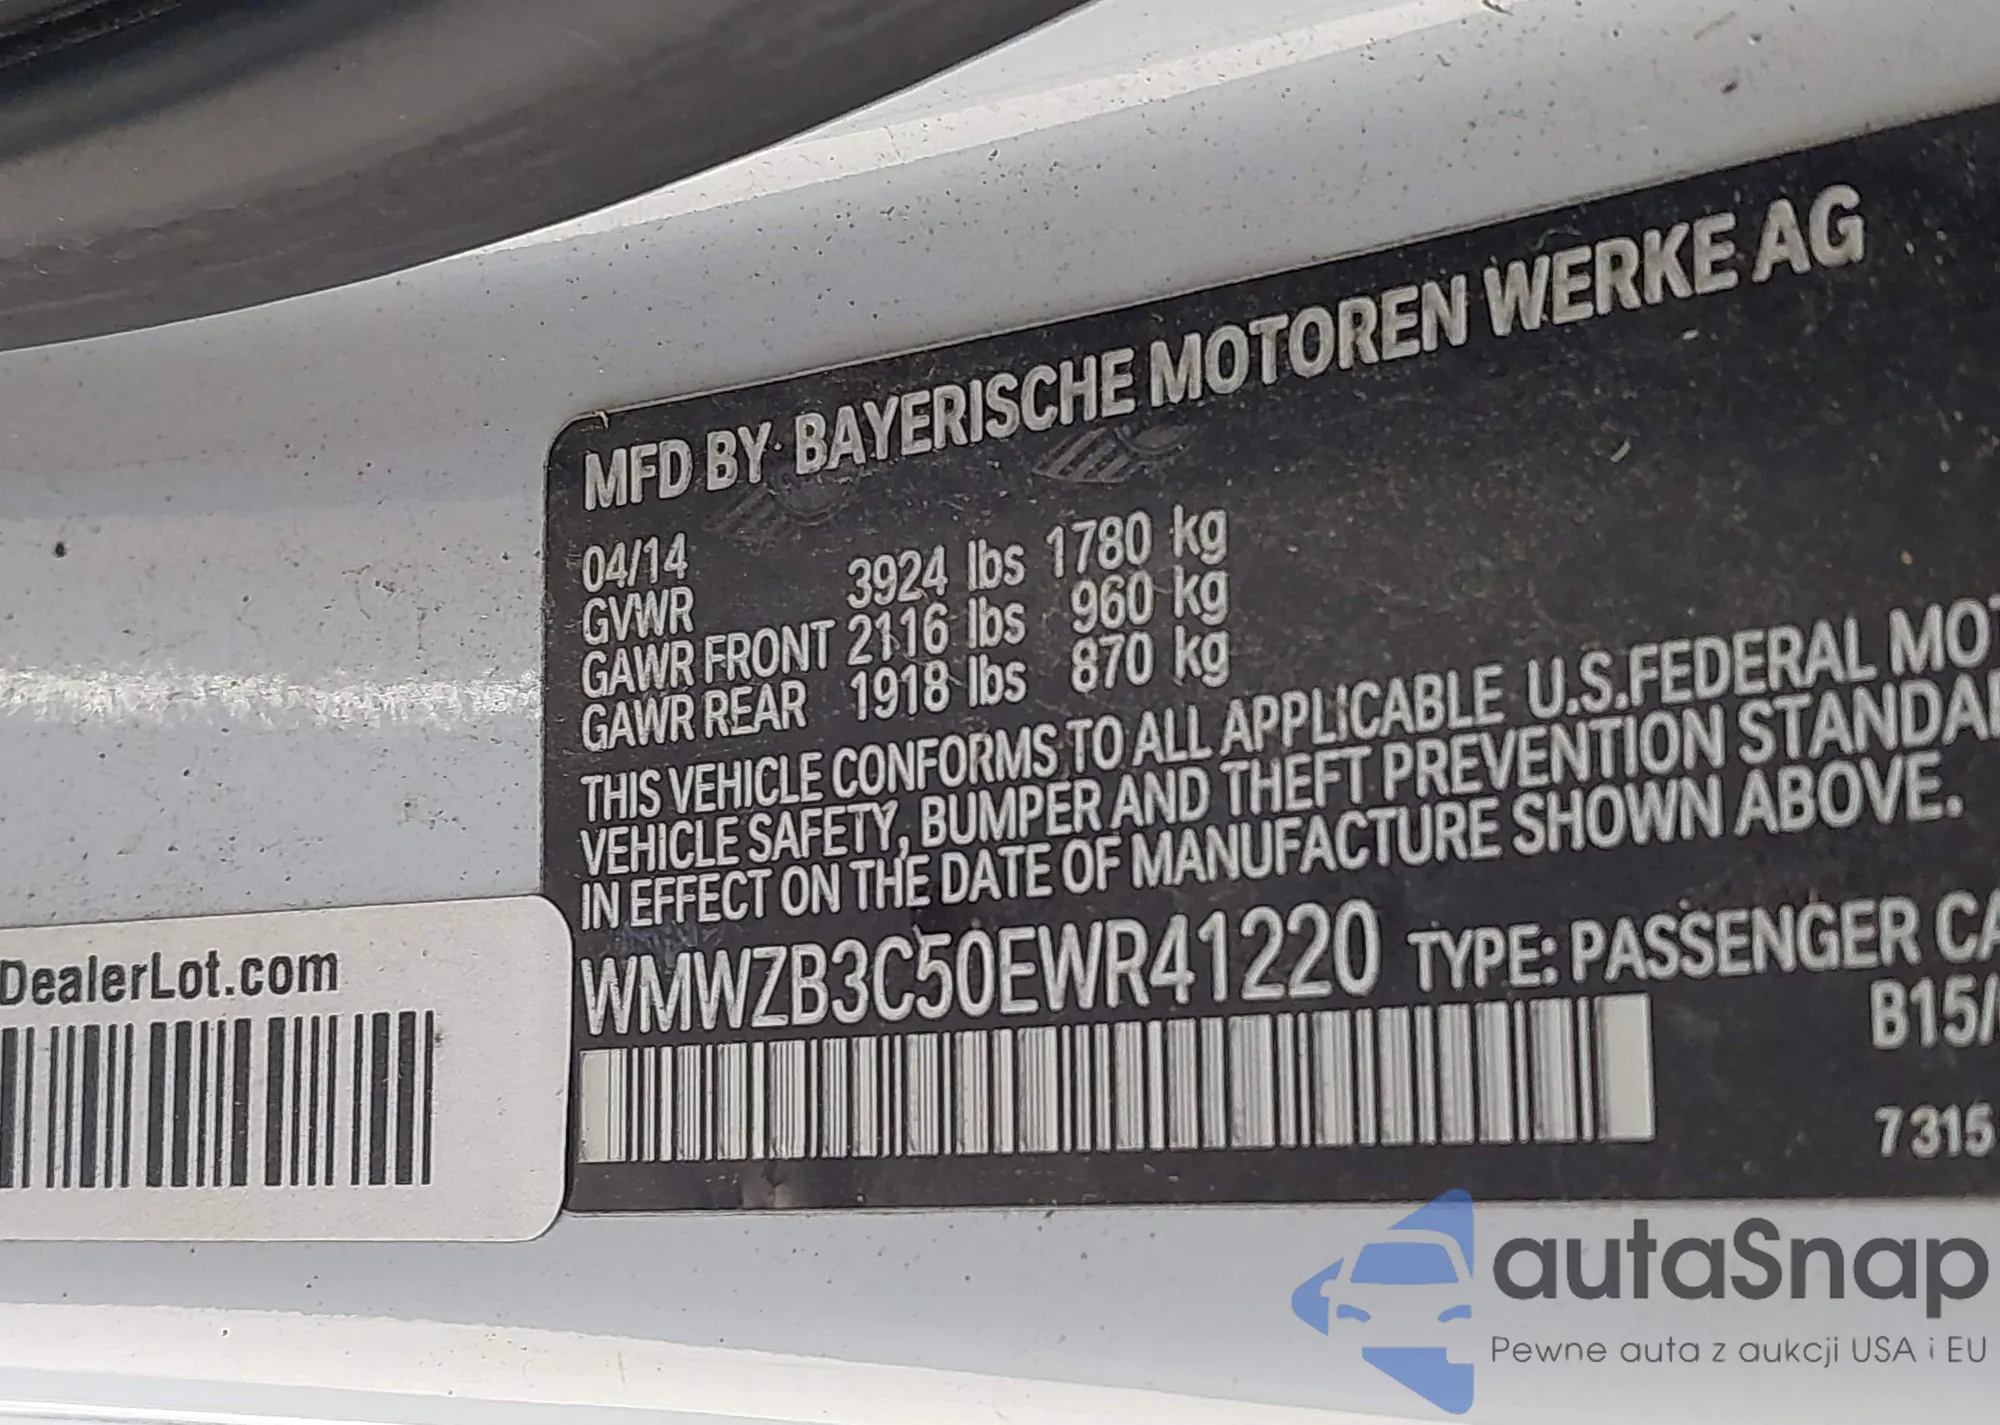 MFD BY BAYERISCHE MOTOREN WERKE AG
04/14
GVWR 3924 lbs 1780 kg
GAWR FRONT 2116 lbs 960 kg
GAWR REAR 1918 lbs 870 kg
THIS VEHICLE CONFORMS TO ALL APPLICABLE U.S.FEDERAL MOT
VEHICLE SAFETY, BUMPER AND THEFT PREVENTION STANDA
IN EFFECT ON THE DATE OF MANUFACTURE SHOWN ABOVE.
WMWZB3C50EWR41220 TYPE: PASSENGER CA
B15/
7 315
DealerLot.com
autaSnap
Pewne auta z aukcji USA i EU